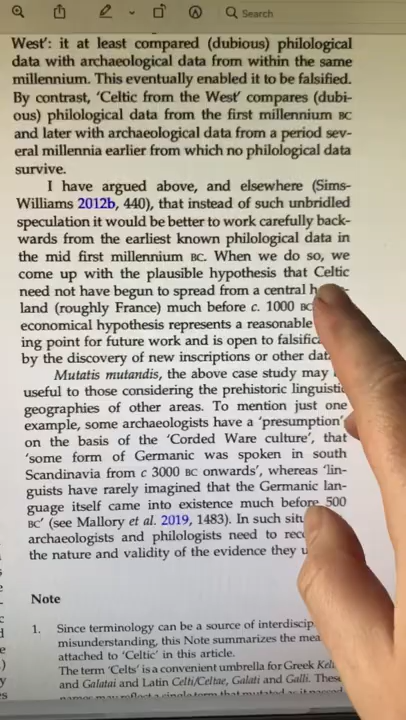 Search
West': it at least compared (dubious) philological
data with archaeological data from within the same
millennium. This eventually enabled it to be falsified.
By contrast, 'Celtic from the West' compares (dubi-
ous) philological data from the first millennium BC
and later with archaeological data from a period sev-
eral millennia earlier from which no philological data
survive.
I have argued above, and elsewhere (Sims-
Williams 2012b, 440), that instead of such unbridled
speculation it would be better to work carefully back-
wards from the earliest known philological data in
the mid first millennium BC. When we do so, we
come up with the plausible hypothesis that Celtic
need not have begun to spread from a central
land (roughly France) much before c. 1000 BC
economical hypothesis represents a reasonable
ing point for future work and is open to
by the discovery of new inscriptions or other
Mutatis mutandis, the above case study may
useful to those considering the prehistoric linguistic
geographies of other areas. To mention just one
example, some archaeologists have a 'presumption'
on the basis of the 'Corded Ware culture', that
'some form of Germanic was spoken in south
Scandinavia from c 3000 BC onwards', whereas 'lin-
guists have rarely imagined that the Germanic lan-
guage itself came into existence much before 500
BC' (see Mallory et al. 2019, 1483). In such
archaeologists and philologists need to
the nature and validity of the evidence they
Note
1. Since terminology can be a source of
misunderstanding, this Note summarizes the
attached to 'Celtic' in this article.
The term 'Celts' is a convenient umbrella for Greek
and Galatai and Latin Celti/Celtae, Galati and Galli. These
names may reflect a single term that mutated as it passed